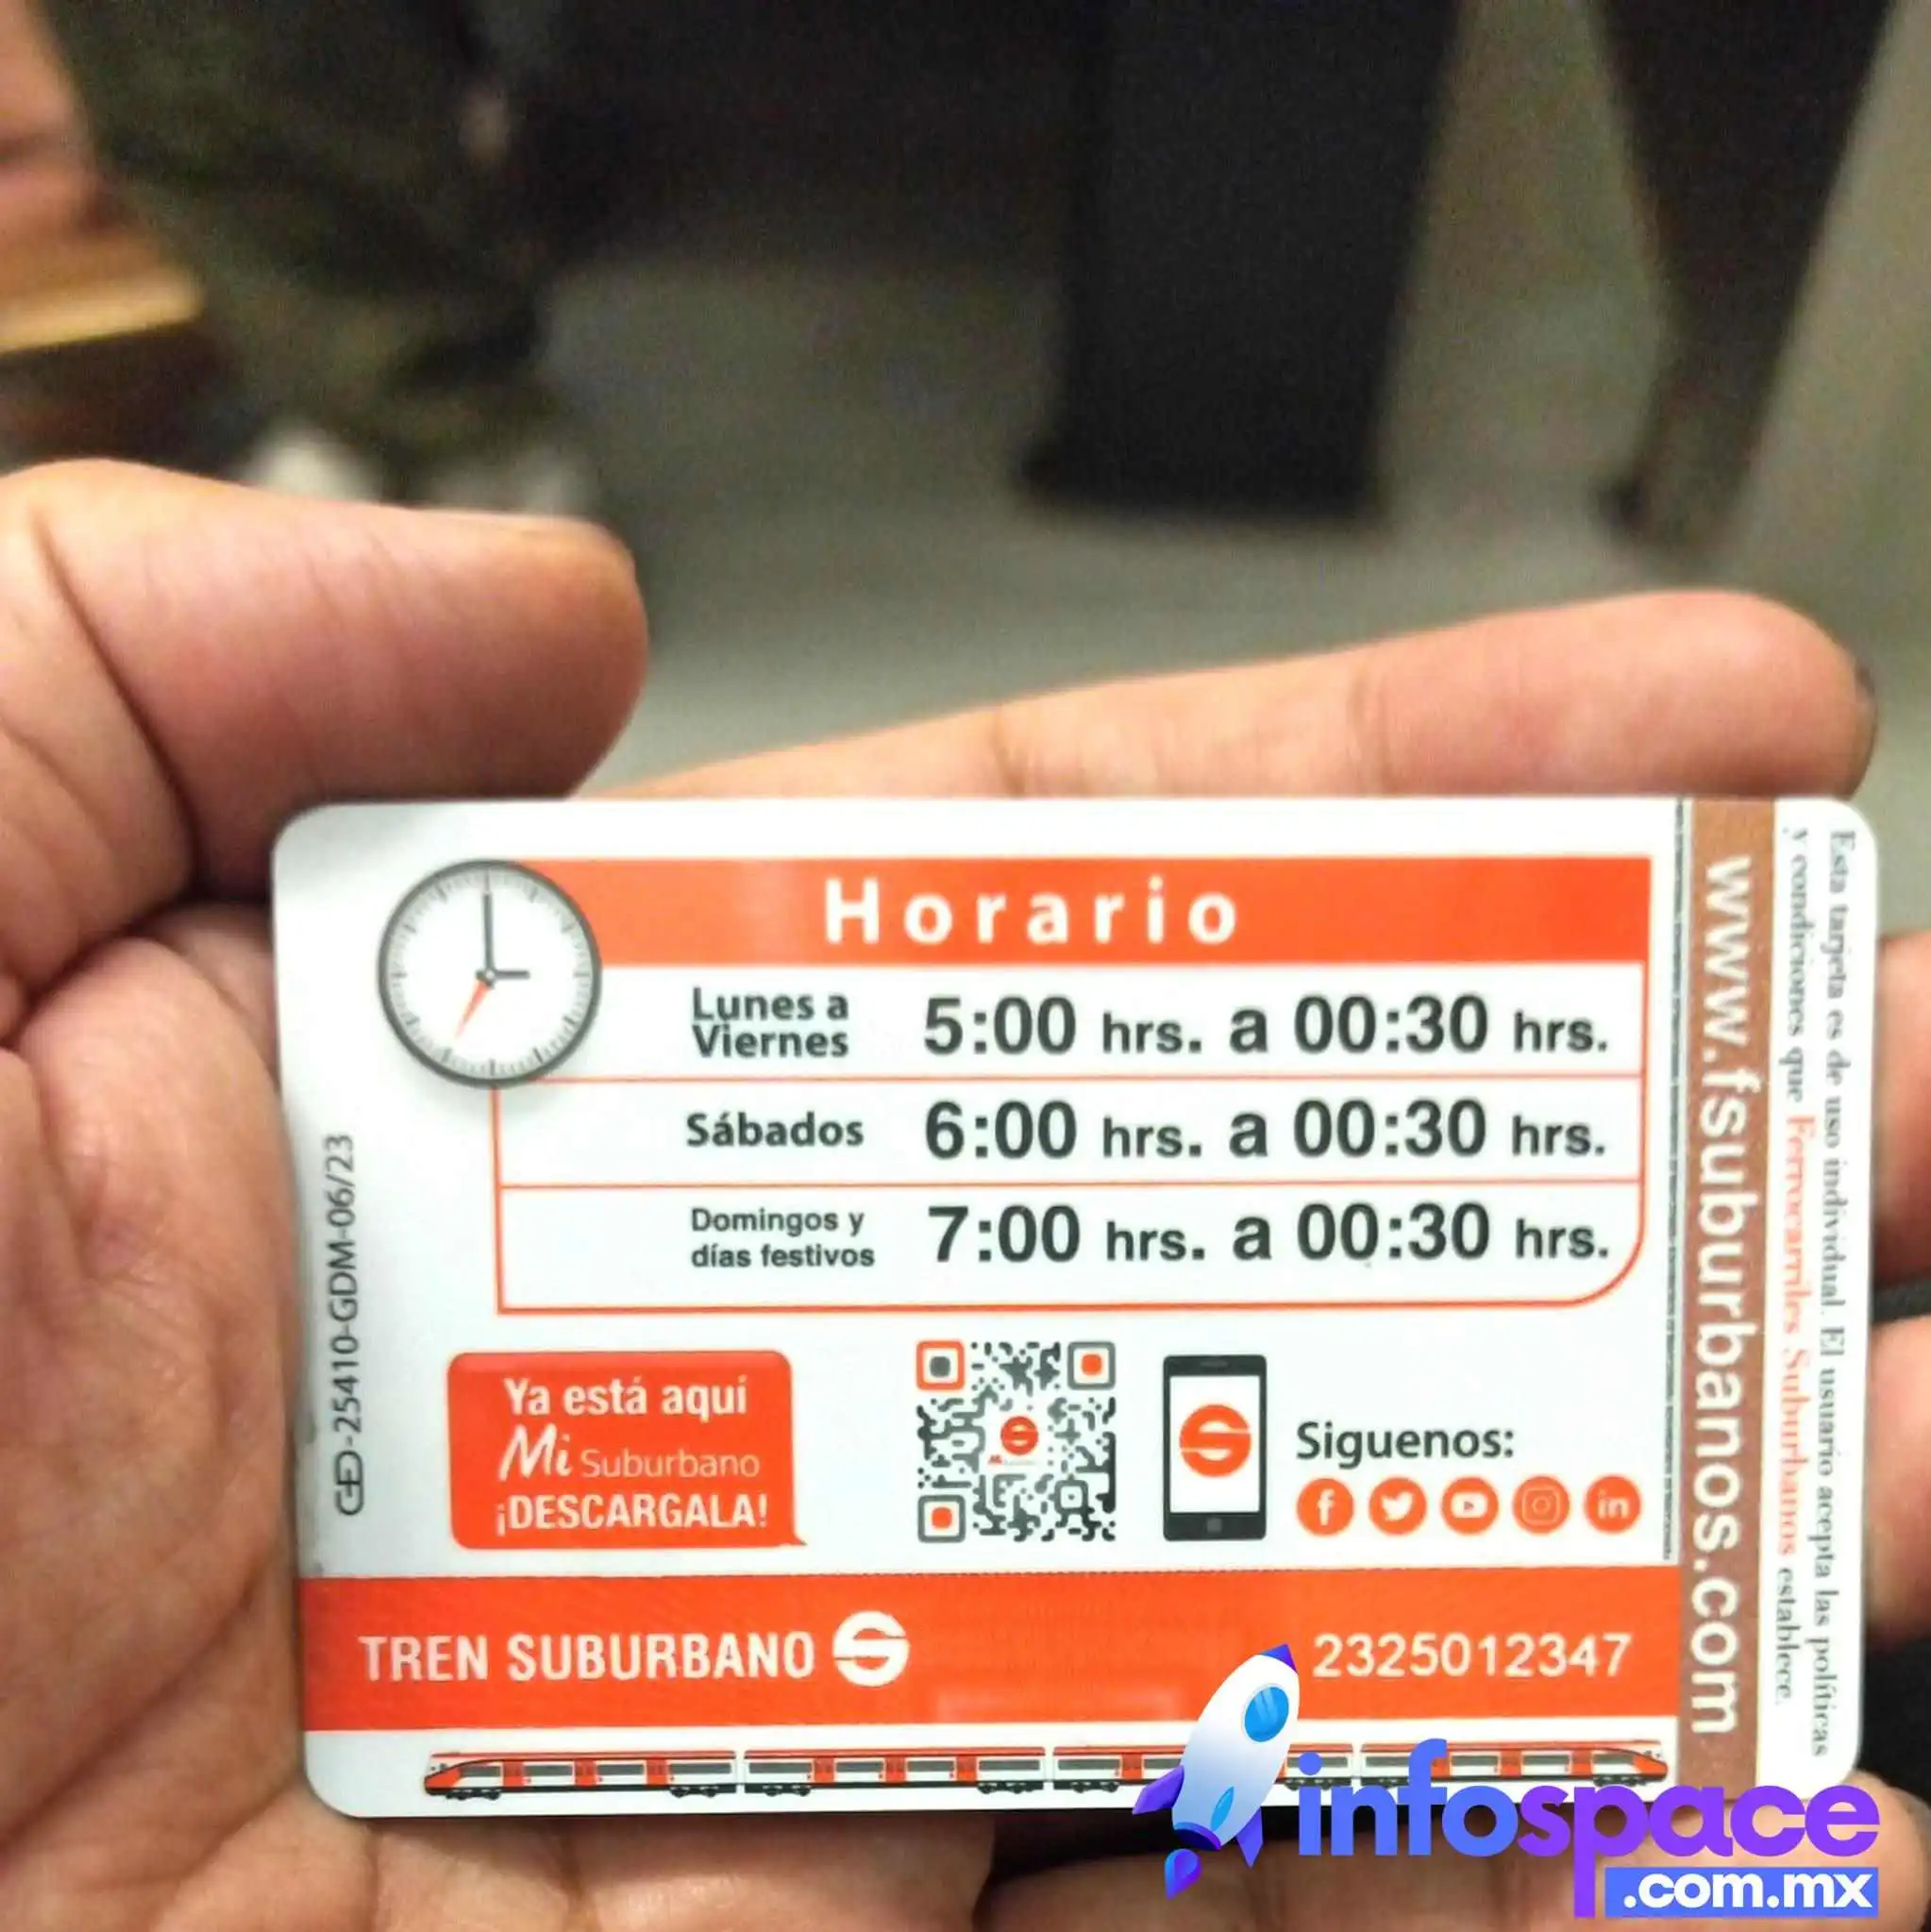 Horario
Lunes a
Viernes
5:00 hrs. a 00:30 hrs.
Sábados
6:00 hrs. a 00:30 hrs.
Domingos y
días festivos
7:00 hrs. a 00:30 hrs.
GD-25410-GDM-06/23
Ya está aquí
Mi Suburbano
¡DESCARGALA!
Siguenos:
TREN SUBURBANO
2325012347
www.fsuburbanos.com
Esta tarjeta es de uso individual. El usuario acepta las políticas
y condiciones que Ferrocarriles Suburbanos establece.
infospace
.com.mx